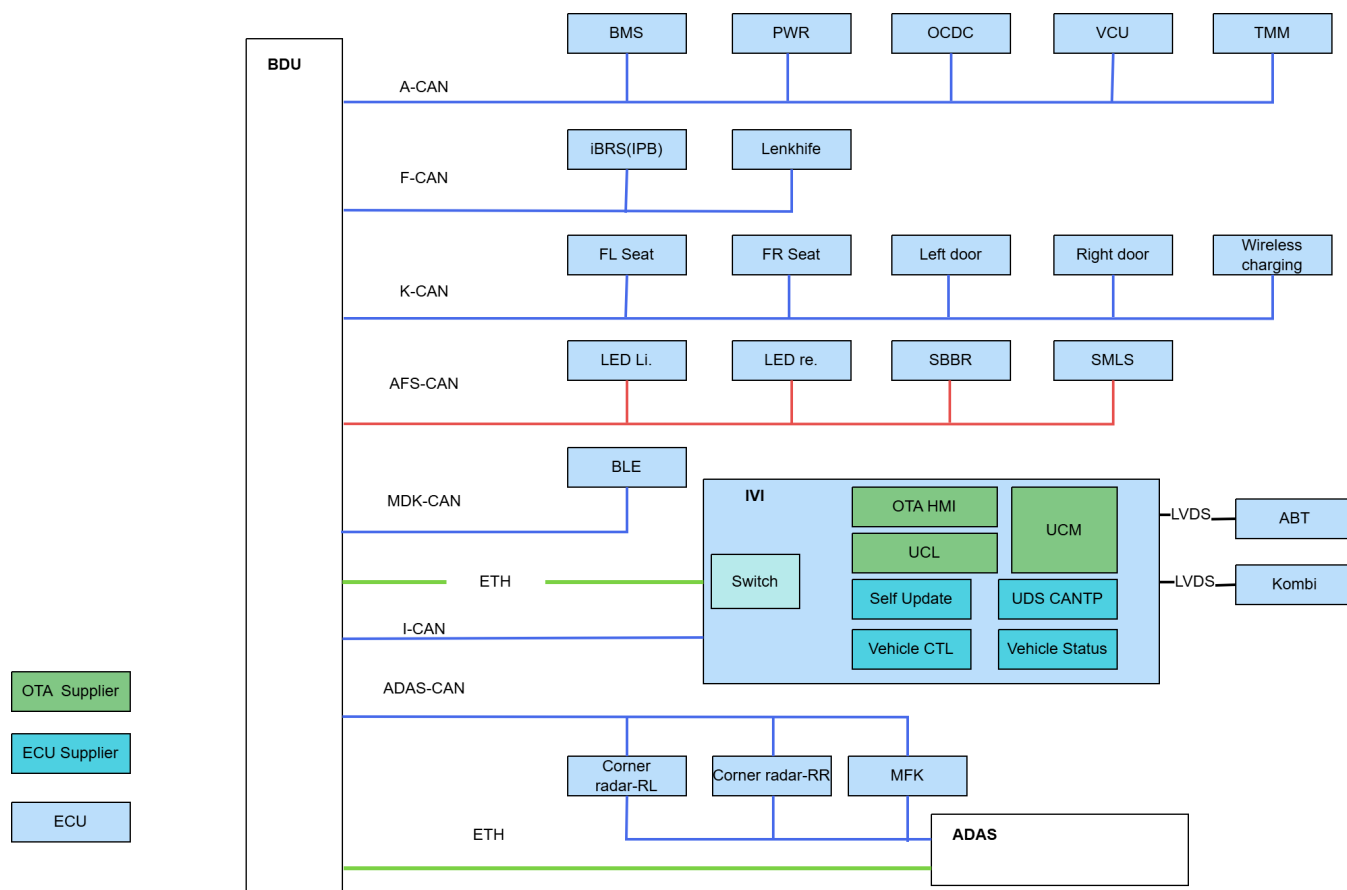 BMS
PWR
OCDC
VCU
TMM
BDU
A-CAN
iBRS(IPB)
Lenkhife
F-CAN
FL Seat
FR Seat
Left door
Right door
Wireless
charging
K-CAN
LED Li.
LED re.
SBBR
SMLS
AFS-CAN
BLE
MDK-CAN
IVI
OTA HMI
UCM
UCL
LVDS
ABT
Switch
Self Update
UDS CANTP
LVDS
Kombi
ETH
I-CAN
Vehicle CTL
Vehicle Status
OTA  Supplier
ADAS-CAN
ECU Supplier
Corner
radar-RL
Corner radar-RR
MFK
ECU
ETH
ADAS